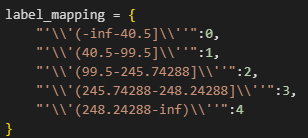 label_mapping = {
    "'\\'(-inf-40.5]\\''":0,
    "'\\'(40.5-99.5]\\''":1,
    "'\\'(99.5-245.74288]\\''":2,
    "'\\'(245.74288-248.24288]\\''":3,
    "'\\'(248.24288-inf)\\''":4
}